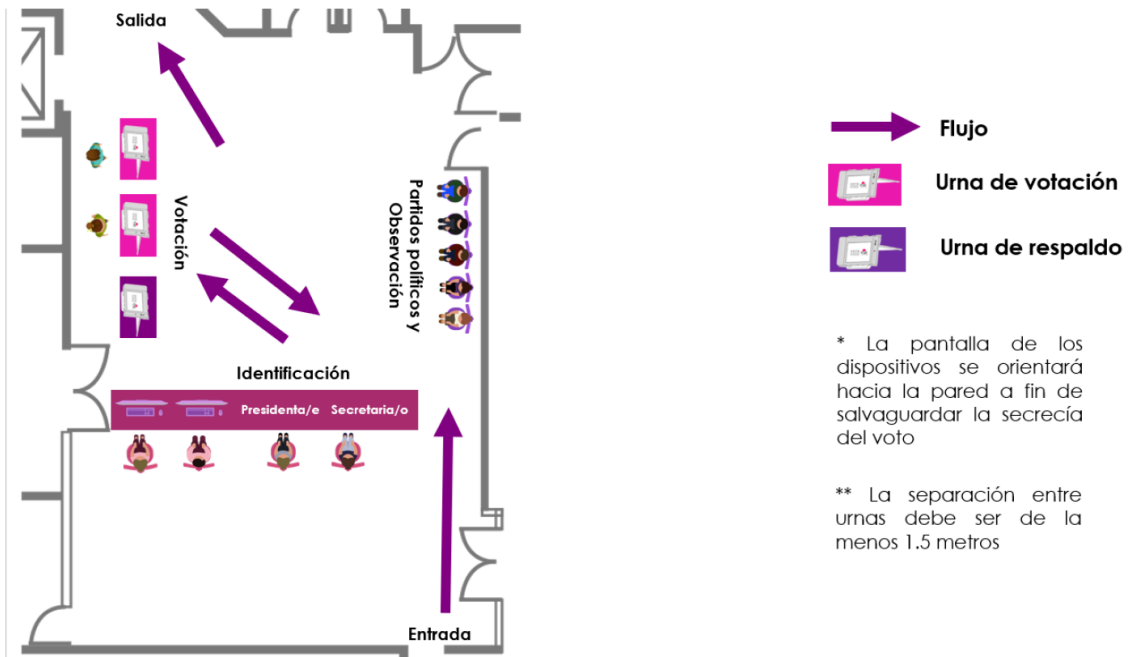 Salida
Votación
Partidos políticos y
Observación
Identificación
Presidenta/e
Secretaria/o
Entrada
Flujo
Urna de votación
Urna de respaldo
* La pantalla de los
dispositivos se orientará
hacia la pared a fin de
salvaguardar la secrecía
del voto
** La separación entre
urnas debe ser de la
menos 1.5 metros